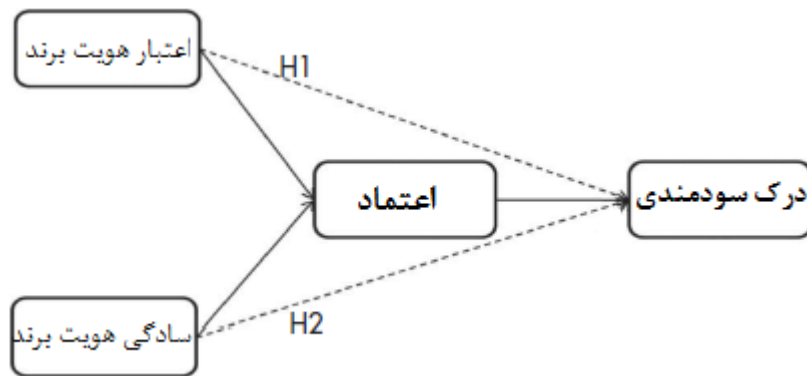 اعتبار هویت برند
H1
اعتماد
درک سودمندی
H2
سادگی هویت برند